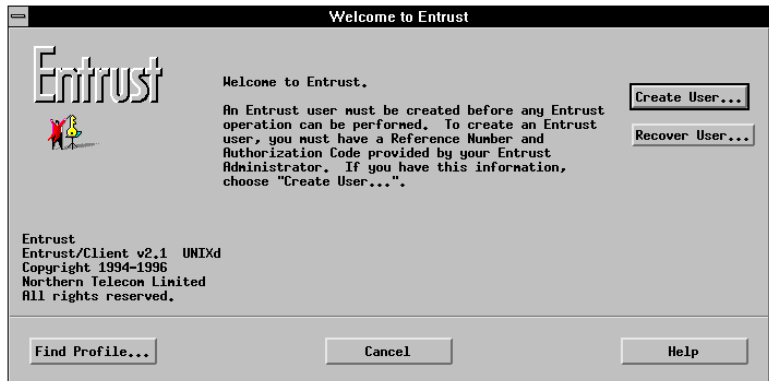 Welcome to Entrust
Entrust
Welcome to Entrust.
An Entrust user must be created before any Entrust
operation can be performed. To create an Entrust
user, you must have a Reference Number and
Authorization Code provided by your Entrust
Administrator. If you have this information,
choose "Create User...".
Create User...
Recover User...
Entrust
Entrust/Client v2.1 UNIXd
Copyright 1994-1996
Northern Telecom Limited
All rights reserved.
Find Profile...
Cancel
Help